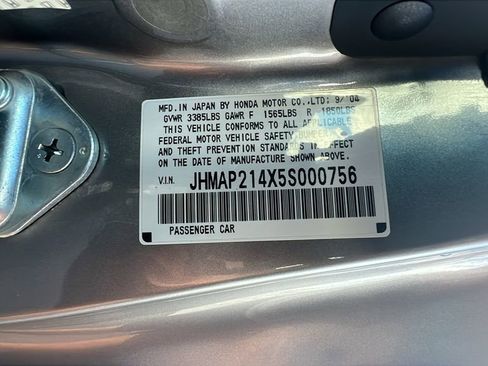 MFD.IN JAPAN BY HONDA MOTOR CO.,LTD: 9/'04
GVWR 3385LBS GAWR F 1565LBS R 1850LBS
THIS VEHICLE CONFORMS TO ALL APPLICABLE
FEDERAL MOTOR VEHICLE SAFETY, BUMPER,
AND THEFT PREVENTION STANDARDS IN EFFECT
ON THE DATE OF MANUFACTURE SHOWN ABOVE.
V.I.N. JHMAP214X5S000756
PASSENGER CAR